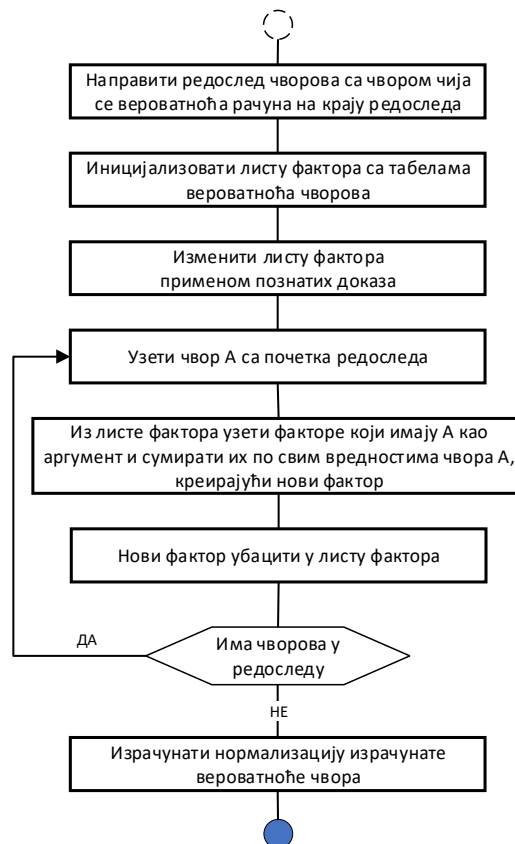 Направити редослед чворова са чвором чија
се вероватноћа рачуна на крају редоследа
Иницијализовати листу фактора са табелама
вероватноћа чворова
Изменити листу фактора
применом познатих доказа
Узети чвор А са почетка редоследа
Из листе фактора узети факторе који имају А као
аргумент и сумирати их по свим вредностима чвора А,
креирајући нови фактор
Нови фактор убацити у листу фактора
ДА
Има чворова у
редоследу
НЕ
Израчунати нормализацију израчунате
вероватноће чвора